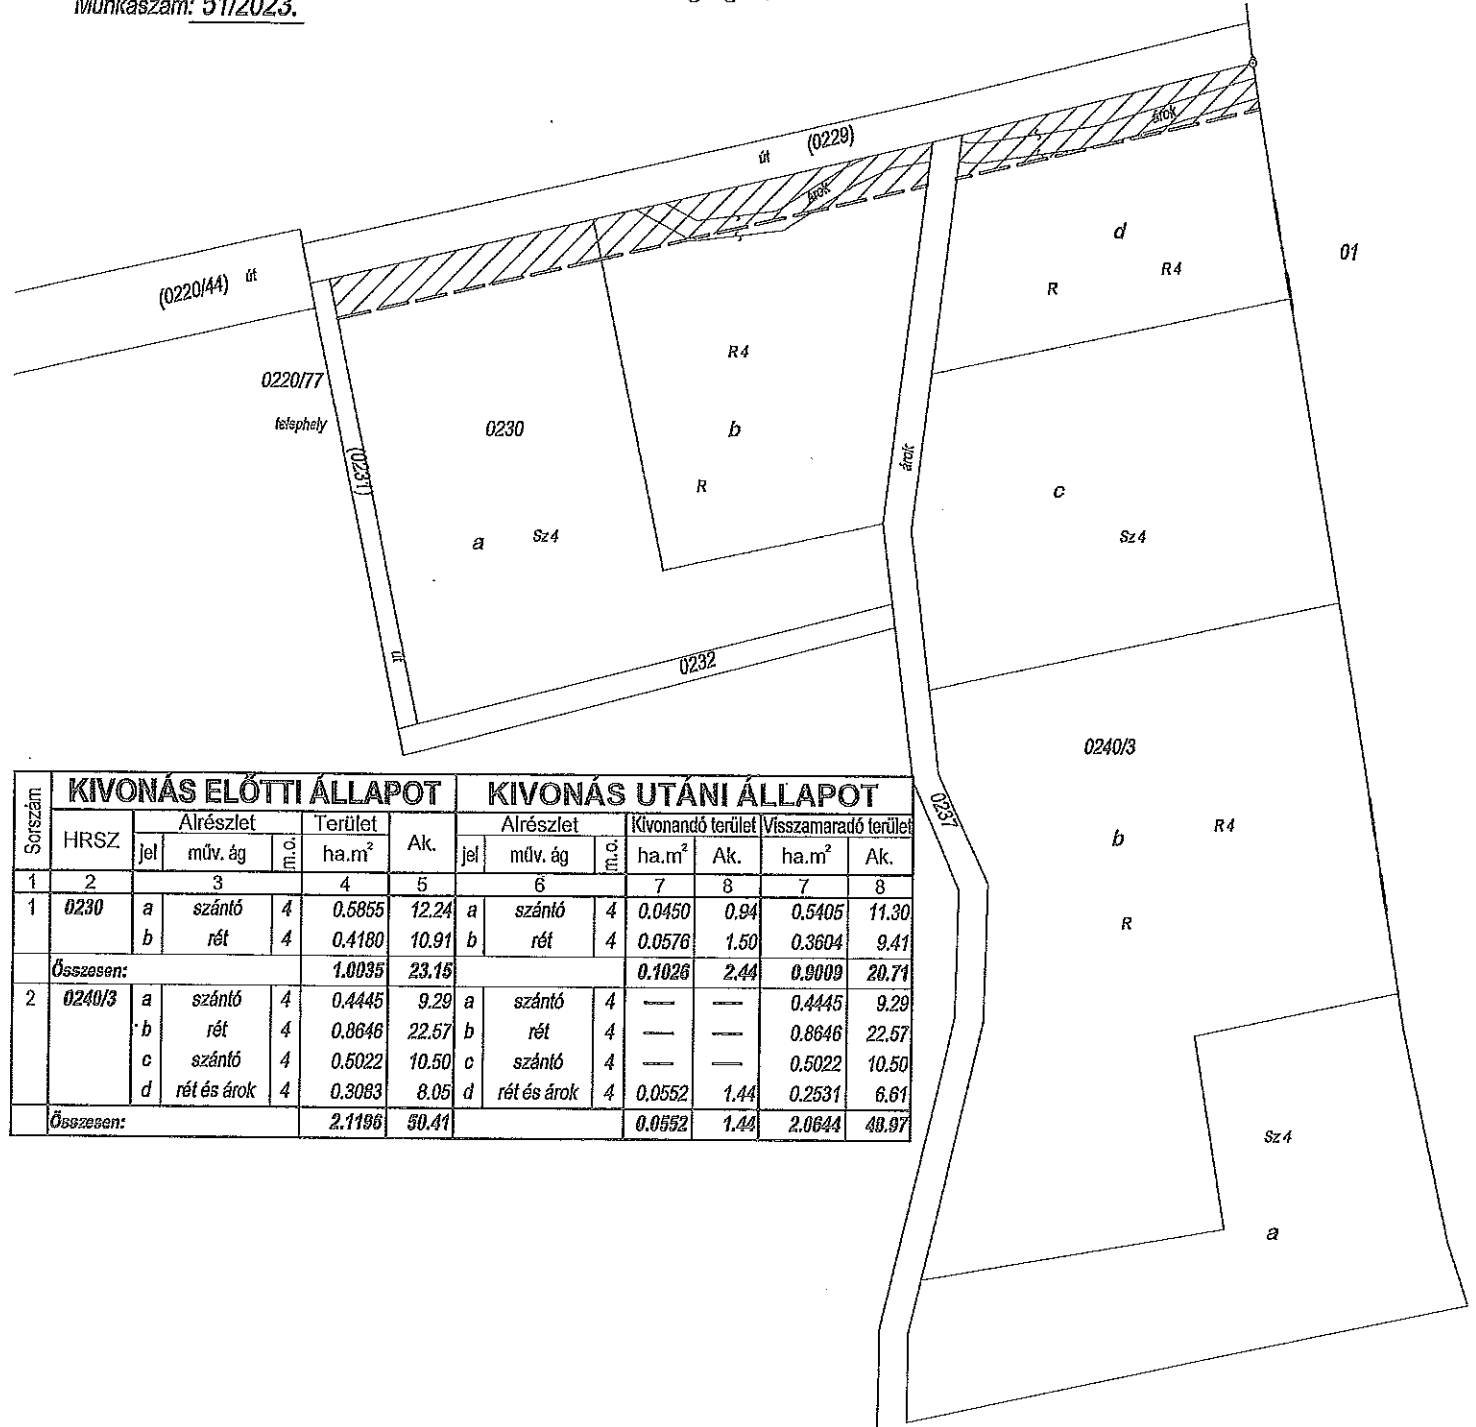 Munkaszám: 51/2023.
út (0229)
árok
árok
(0220/44) út
d
01
R R4
R4
0220/77
telephely
0230
b
(0231)
árok
R
c
a Sz4
Sz4
út
0232
0240/3
0237
b R4
R
Sz4
a
KIVONÁS ELŐTTI ÁLLAPOT KIVONÁS UTÁNI ÁLLAPOT
Sorszám HRSZ Alrészlet Terület Ak. Alrészlet Kivonandó terület Visszamaradó terület
jel műv. ág m.o. ha.m² jel műv. ág m.o. ha.m² Ak. ha.m² Ak.
1 2 3 4 5 6 7 8 7 8
1 0230 a szántó 4 0.5855 12.24 a szántó 4 0.0450 0.94 0.5405 11.30
b rét 4 0.4180 10.91 b rét 4 0.0576 1.50 0.3604 9.41
Összesen: 1.0035 23.15 0.1026 2.44 0.9009 20.71
2 0240/3 a szántó 4 0.4445 9.29 a szántó 4 — — 0.4445 9.29
b rét 4 0.8646 22.57 b rét 4 — — 0.8646 22.57
c szántó 4 0.5022 10.50 c szántó 4 — — 0.5022 10.50
d rét és árok 4 0.3083 8.05 d rét és árok 4 0.0552 1.44 0.2531 6.61
Összesen: 2.1196 50.41 0.0552 1.44 2.0644 48.97